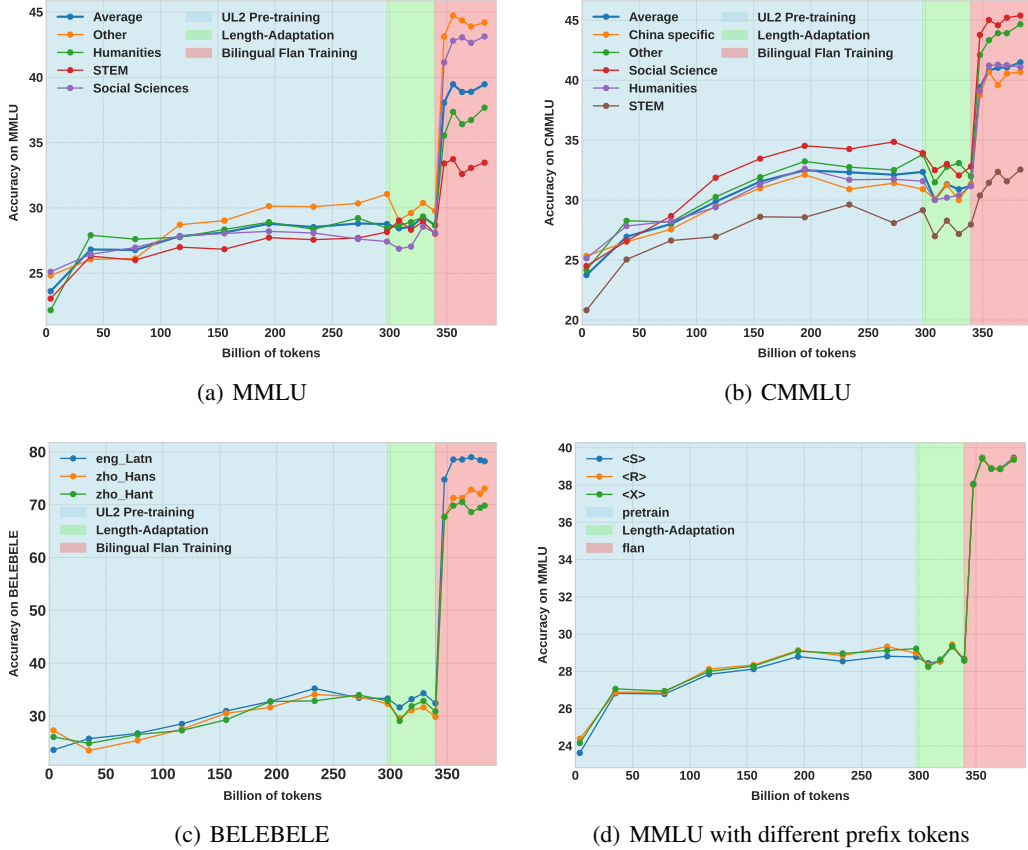 45
40
35
30
25
0 50 100 150 200 250 300 350
Accuracy on MMLU
Billion of tokens
Average
Other
Humanities
STEM
Social Sciences
UL2 Pre-training
Length-Adaptation
Bilingual Flan Training
(a) MMLU
45
40
35
30
25
20
0 50 100 150 200 250 300 350
Accuracy on CMMLU
Billion of tokens
Average
China specific
Other
Social Science
Humanities
STEM
UL2 Pre-training
Length-Adaptation
Bilingual Flan Training
(b) CMMLU
80
70
60
50
40
30
0 50 100 150 200 250 300 350
Accuracy on BELEBELE
Billion of tokens
eng_Latn
zho_Hans
zho_Hant
UL2 Pre-training
Length-Adaptation
Bilingual Flan Training
(c) BELEBELE
40
38
36
34
32
30
28
26
24
0 50 100 150 200 250 300 350
Accuracy on MMLU
Billion of tokens
<S>
<R>
<X>
pretrain
Length-Adaptation
flan
(d) MMLU with different prefix tokens